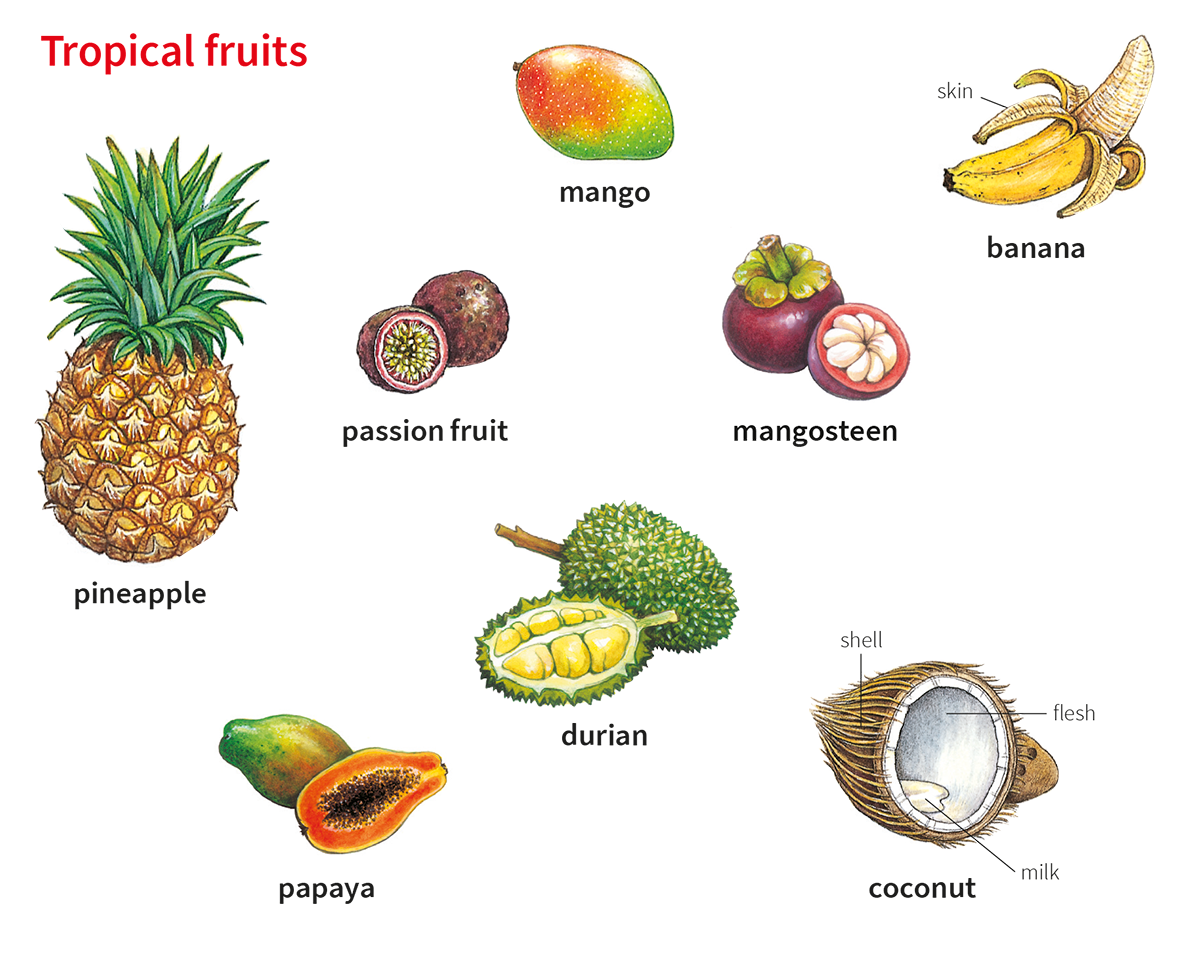 Tropical fruits
mango
skin
banana
passion fruit
mangosteen
pineapple
durian
shell
flesh
milk
papaya
coconut